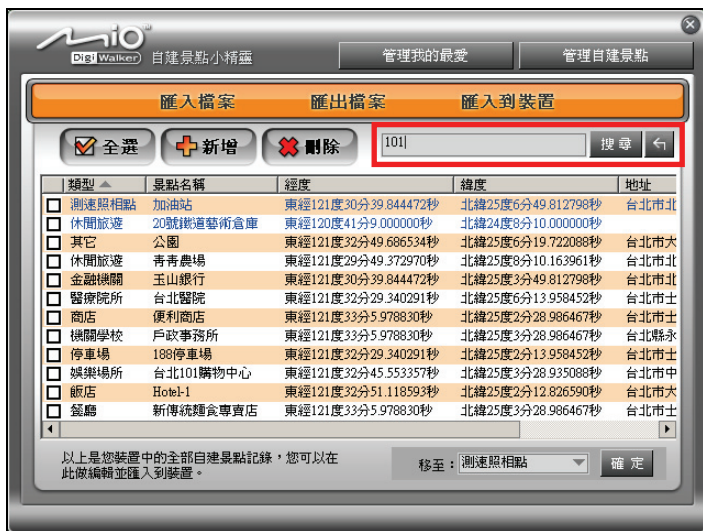 Mio
DigiWalker 自建景點小精靈 管理我的最愛 管理自建景點
匯入檔案 匯出檔案 匯入到裝置
全選 新增 刪除 101 搜尋
類型 景點名稱 經度 緯度 地址
測速照相點 加油站 東經121度30分39.844472秒 北緯25度6分49.812798秒 台北市北
休閒旅遊 20號鐵道藝術倉庫 東經120度41分9.000000秒 北緯24度8分10.000000秒
其它 公園 東經121度32分49.686534秒 北緯25度6分19.722088秒 台北市大
休閒旅遊 青青農場 東經121度29分49.372970秒 北緯25度8分10.163961秒 台北市北
金融機關 玉山銀行 東經121度30分39.844472秒 北緯25度3分49.812798秒 台北市北
醫療院所 台北醫院 東經121度32分29.340291秒 北緯25度6分13.958452秒 台北市士
商店 便利商店 東經121度33分5.978830秒 北緯25度2分28.986467秒 台北市士
機關學校 戶政事務所 東經121度33分5.978830秒 北緯25度3分28.986467秒 台北縣永
停車場 188停車場 東經121度32分29.340291秒 北緯25度2分13.958452秒 台北市士
娛樂場所 台北101購物中心 東經121度32分45.553357秒 北緯25度3分28.935088秒 台北市中
飯店 Hotel-1 東經121度32分51.118593秒 北緯25度2分12.826590秒 台北市大
餐廳 新傳統麵食專賣店 東經121度33分5.978830秒 北緯25度3分28.986467秒 台北市士
以上是您裝置中的全部自建景點記錄，您可以在
此做編輯並匯入到裝置。
移至：測速照相點 確定